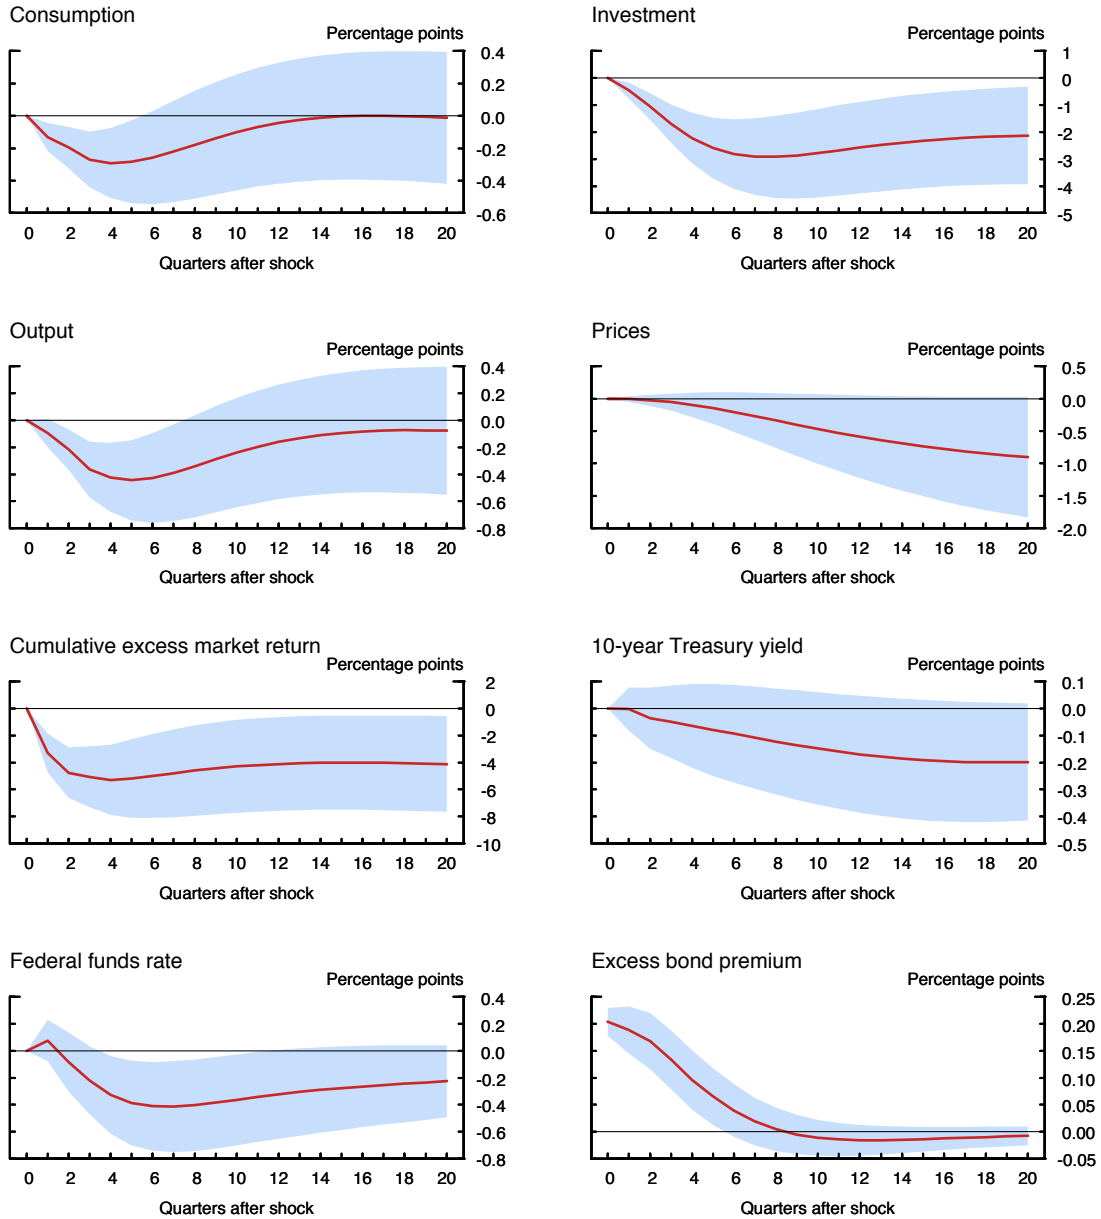 Consumption
Percentage points
0.4
0.2
0.0
-0.2
-0.4
-0.6
0 2 4 6 8 10 12 14 16 18 20
Quarters after shock
Investment
Percentage points
1
0
-1
-2
-3
-4
-5
0 2 4 6 8 10 12 14 16 18 20
Quarters after shock
Output
Percentage points
0.4
0.2
0.0
-0.2
-0.4
-0.6
-0.8
0 2 4 6 8 10 12 14 16 18 20
Quarters after shock
Prices
Percentage points
0.5
0.0
-0.5
-1.0
-1.5
-2.0
0 2 4 6 8 10 12 14 16 18 20
Quarters after shock
Cumulative excess market return
Percentage points
2
0
-2
-4
-6
-8
-10
0 2 4 6 8 10 12 14 16 18 20
Quarters after shock
10-year Treasury yield
Percentage points
0.1
0.0
-0.1
-0.2
-0.3
-0.4
-0.5
0 2 4 6 8 10 12 14 16 18 20
Quarters after shock
Federal funds rate
Percentage points
0.4
0.2
0.0
-0.2
-0.4
-0.6
-0.8
0 2 4 6 8 10 12 14 16 18 20
Quarters after shock
Excess bond premium
Percentage points
0.25
0.20
0.15
0.10
0.05
0.00
-0.05
0 2 4 6 8 10 12 14 16 18 20
Quarters after shock